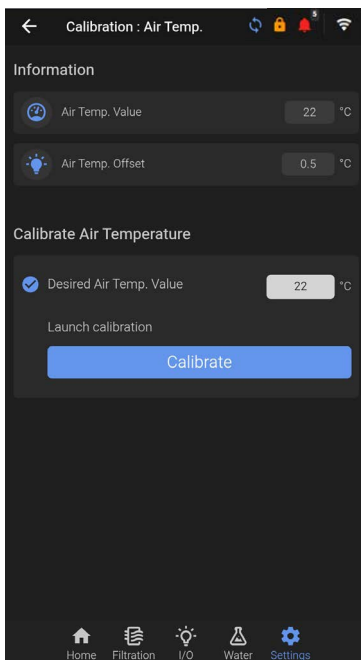 Calibration : Air Temp.
5
Information
Air Temp. Value 22 °C
Air Temp. Offset 0.5 °C
Calibrate Air Temperature
Desired Air Temp. Value 22 °C
Launch calibration
Calibrate
Home Filtration I/O Water Settings